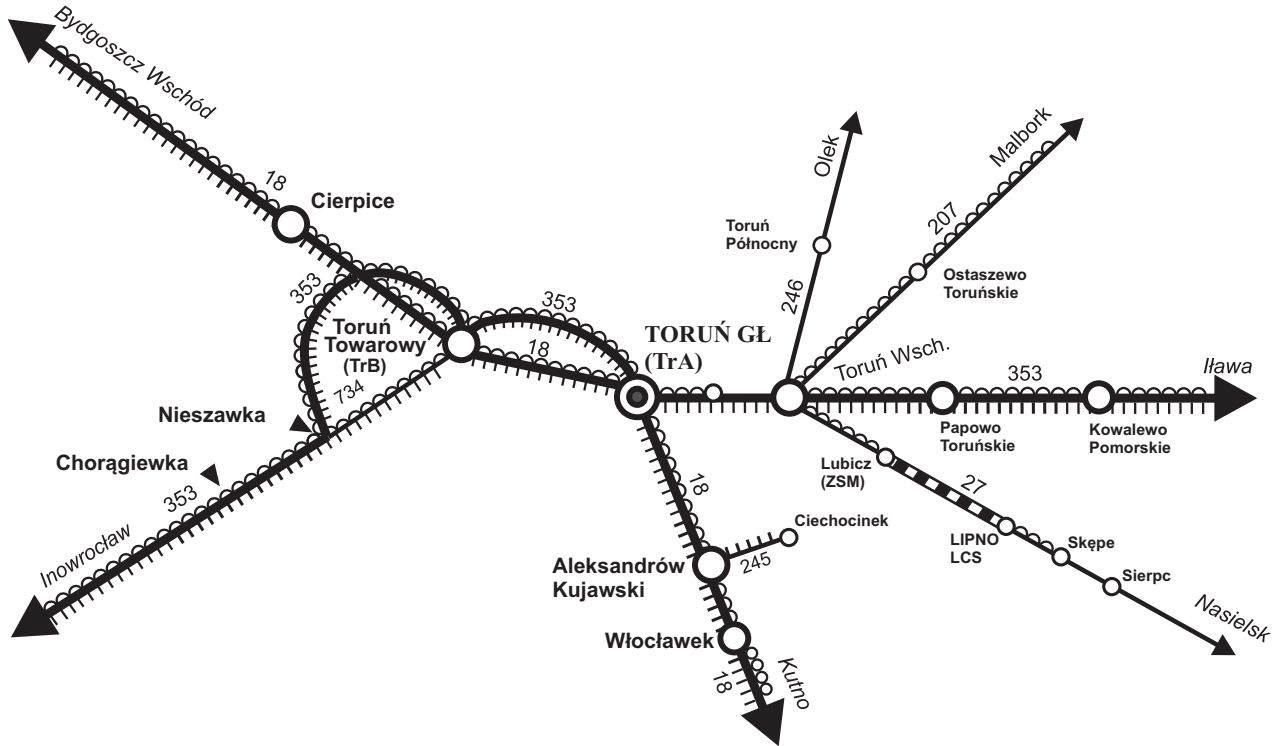 Bydgoszcz Wschód
18
Cierpice
353
Toruń
Towarowy
(TrB)
734
Nieszawka
Chorągiewka
353
Inowrocław
353
18
TORUŃ GŁ
(TrA)
Olek
Toruń
Północny
246
Malbork
207
Ostaszewo
Toruńskie
Toruń Wsch.
353
Iława
Papowo
Toruńskie
Kowalewo
Pomorskie
Lubicz
(ZSM)
27
LIPNO
LCS
Skępe
Sierpc
Nasielsk
18
Ciechocinek
245
Aleksandrów
Kujawski
Włocławek
18
Kutno